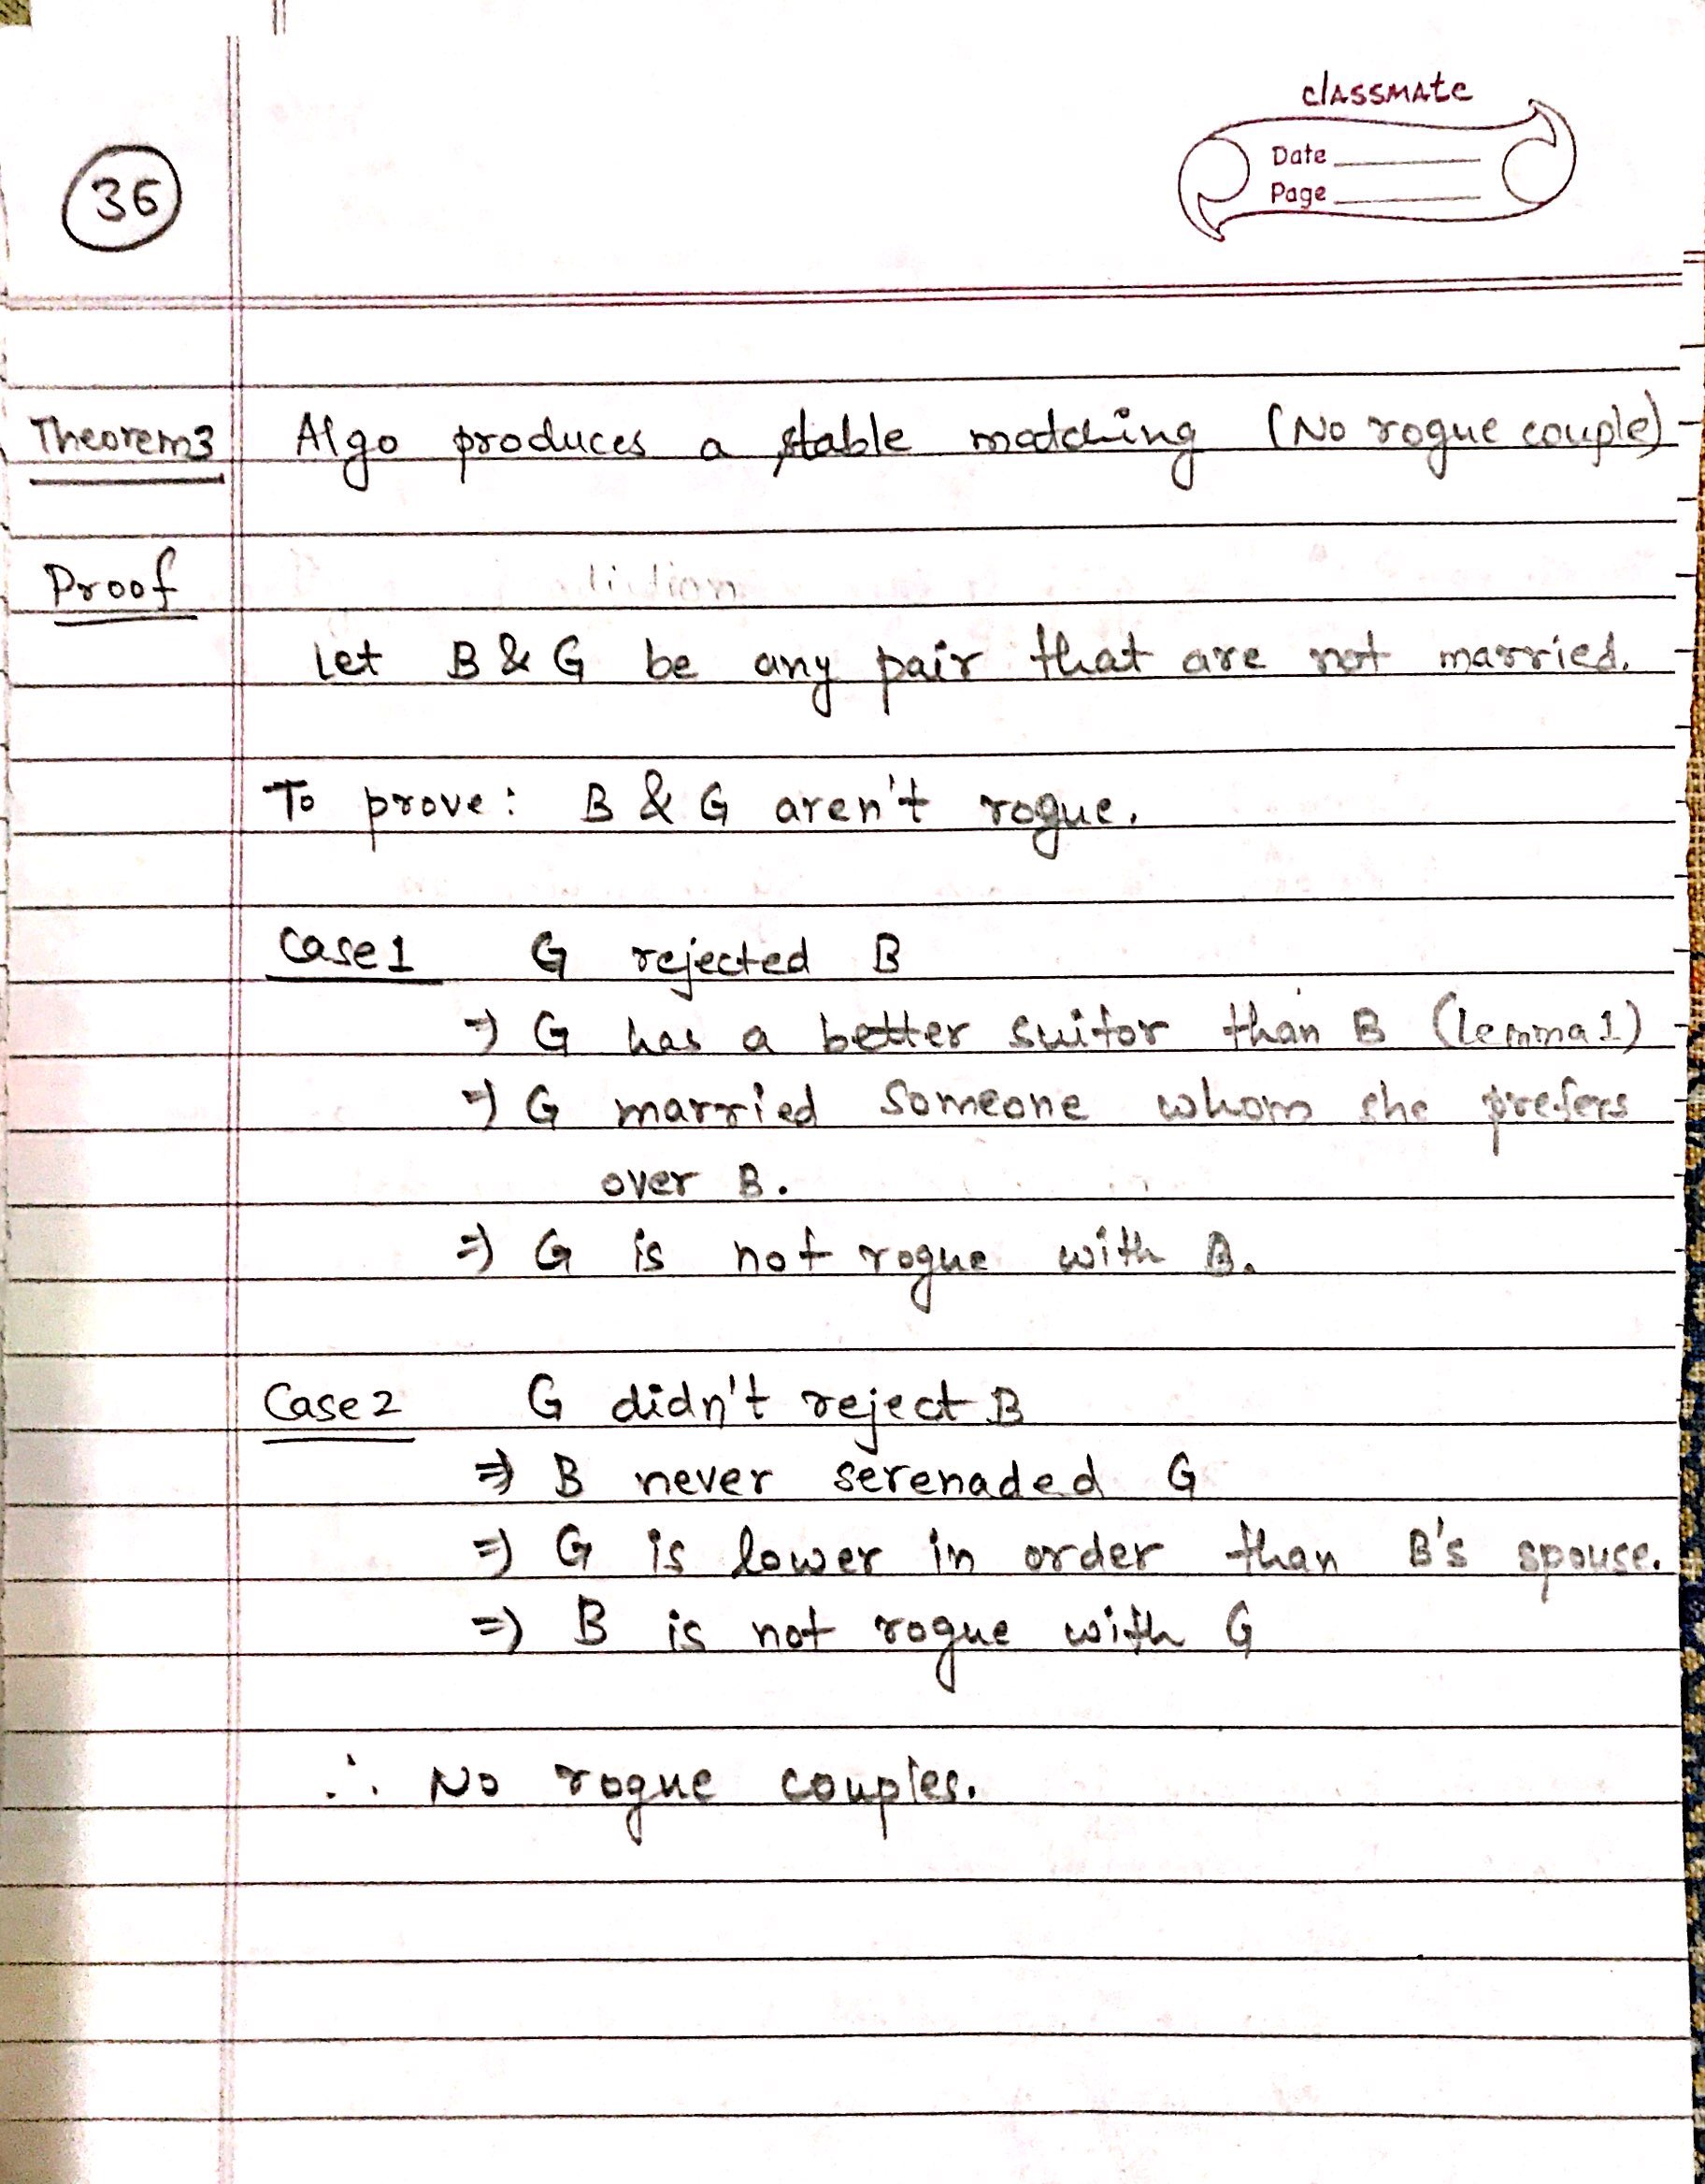 classmate
Date
Page
36
Theorem3 Algo produces a stable matching (No rogue couple)
Proof
Let B & G be any pair that are not married.
To prove: B & G aren't rogue.
Case 1 G rejected B
⇒ G has a better suitor than B (lemma 1)
⇒ G married someone whom she prefers
over B.
⇒ G is not rogue with B.
Case 2 G didn't reject B
⇒ B never serenaded G
⇒ G is lower in order than B's spouse.
⇒ B is not rogue with G
∴ No rogue couples.